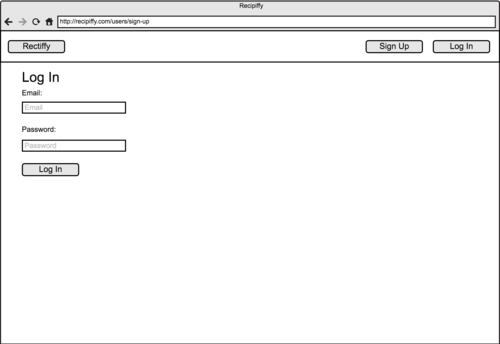 Recipiffy
http://recipiffy.com/users/sign-up
Rectiffy Sign Up Log In
Log In
Email:
Email
Password:
Password
Log In